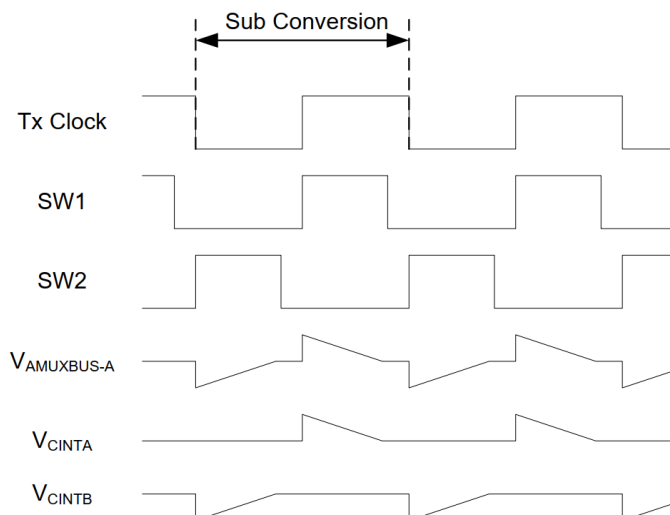 Sub Conversion
Tx Clock
SW1
SW2
VAMUXBUS-A
VCINTA
VCINTB